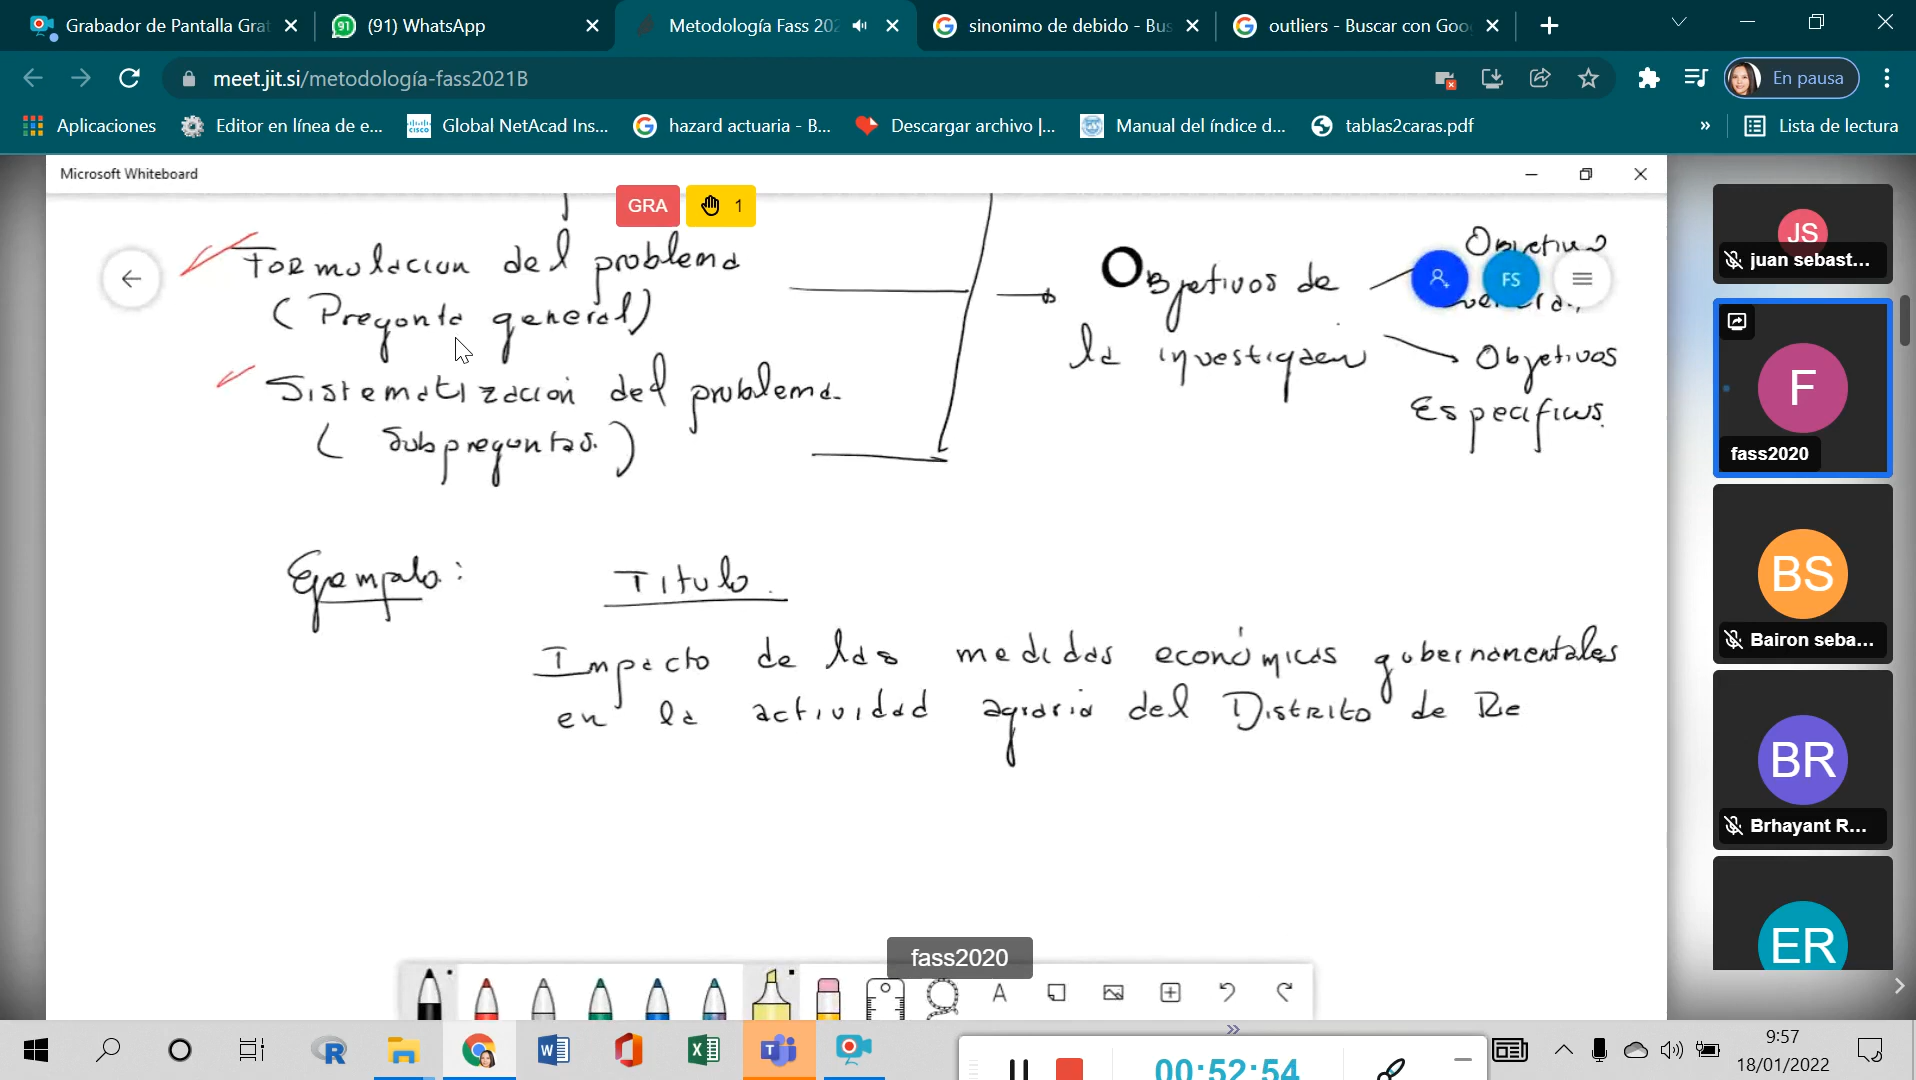 Grabador de Pantalla Grat
(91) WhatsApp
Metodología Fass 202
sinonimo de debido - Bus
outliers - Buscar con Goo
meet.jit.si/metodología-fass2021B
En pausa
Aplicaciones
Editor en línea de e...
Global NetAcad Ins...
hazard actuaria - B...
Descargar archivo |...
Manual del índice d...
tablas2caras.pdf
»
Lista de lectura
Microsoft Whiteboard
GRA
1
Formulacion del problema
(Pregunta general)
Sistematización del problema.
(Subpreguntas.)
Objetivos de
la investigacen
Objetivo
Objetivos
Especificos.
FS
Ejemplo:
Titulo.
Impacto de las medidas económicas gubernamentales
en la actividad agraria del Distrito de Re
JS
juan sebast...
F
fass2020
BS
Bairon seba...
BR
Brhayant R...
ER
fass2020
A
00:52:54
9:57
18/01/2022